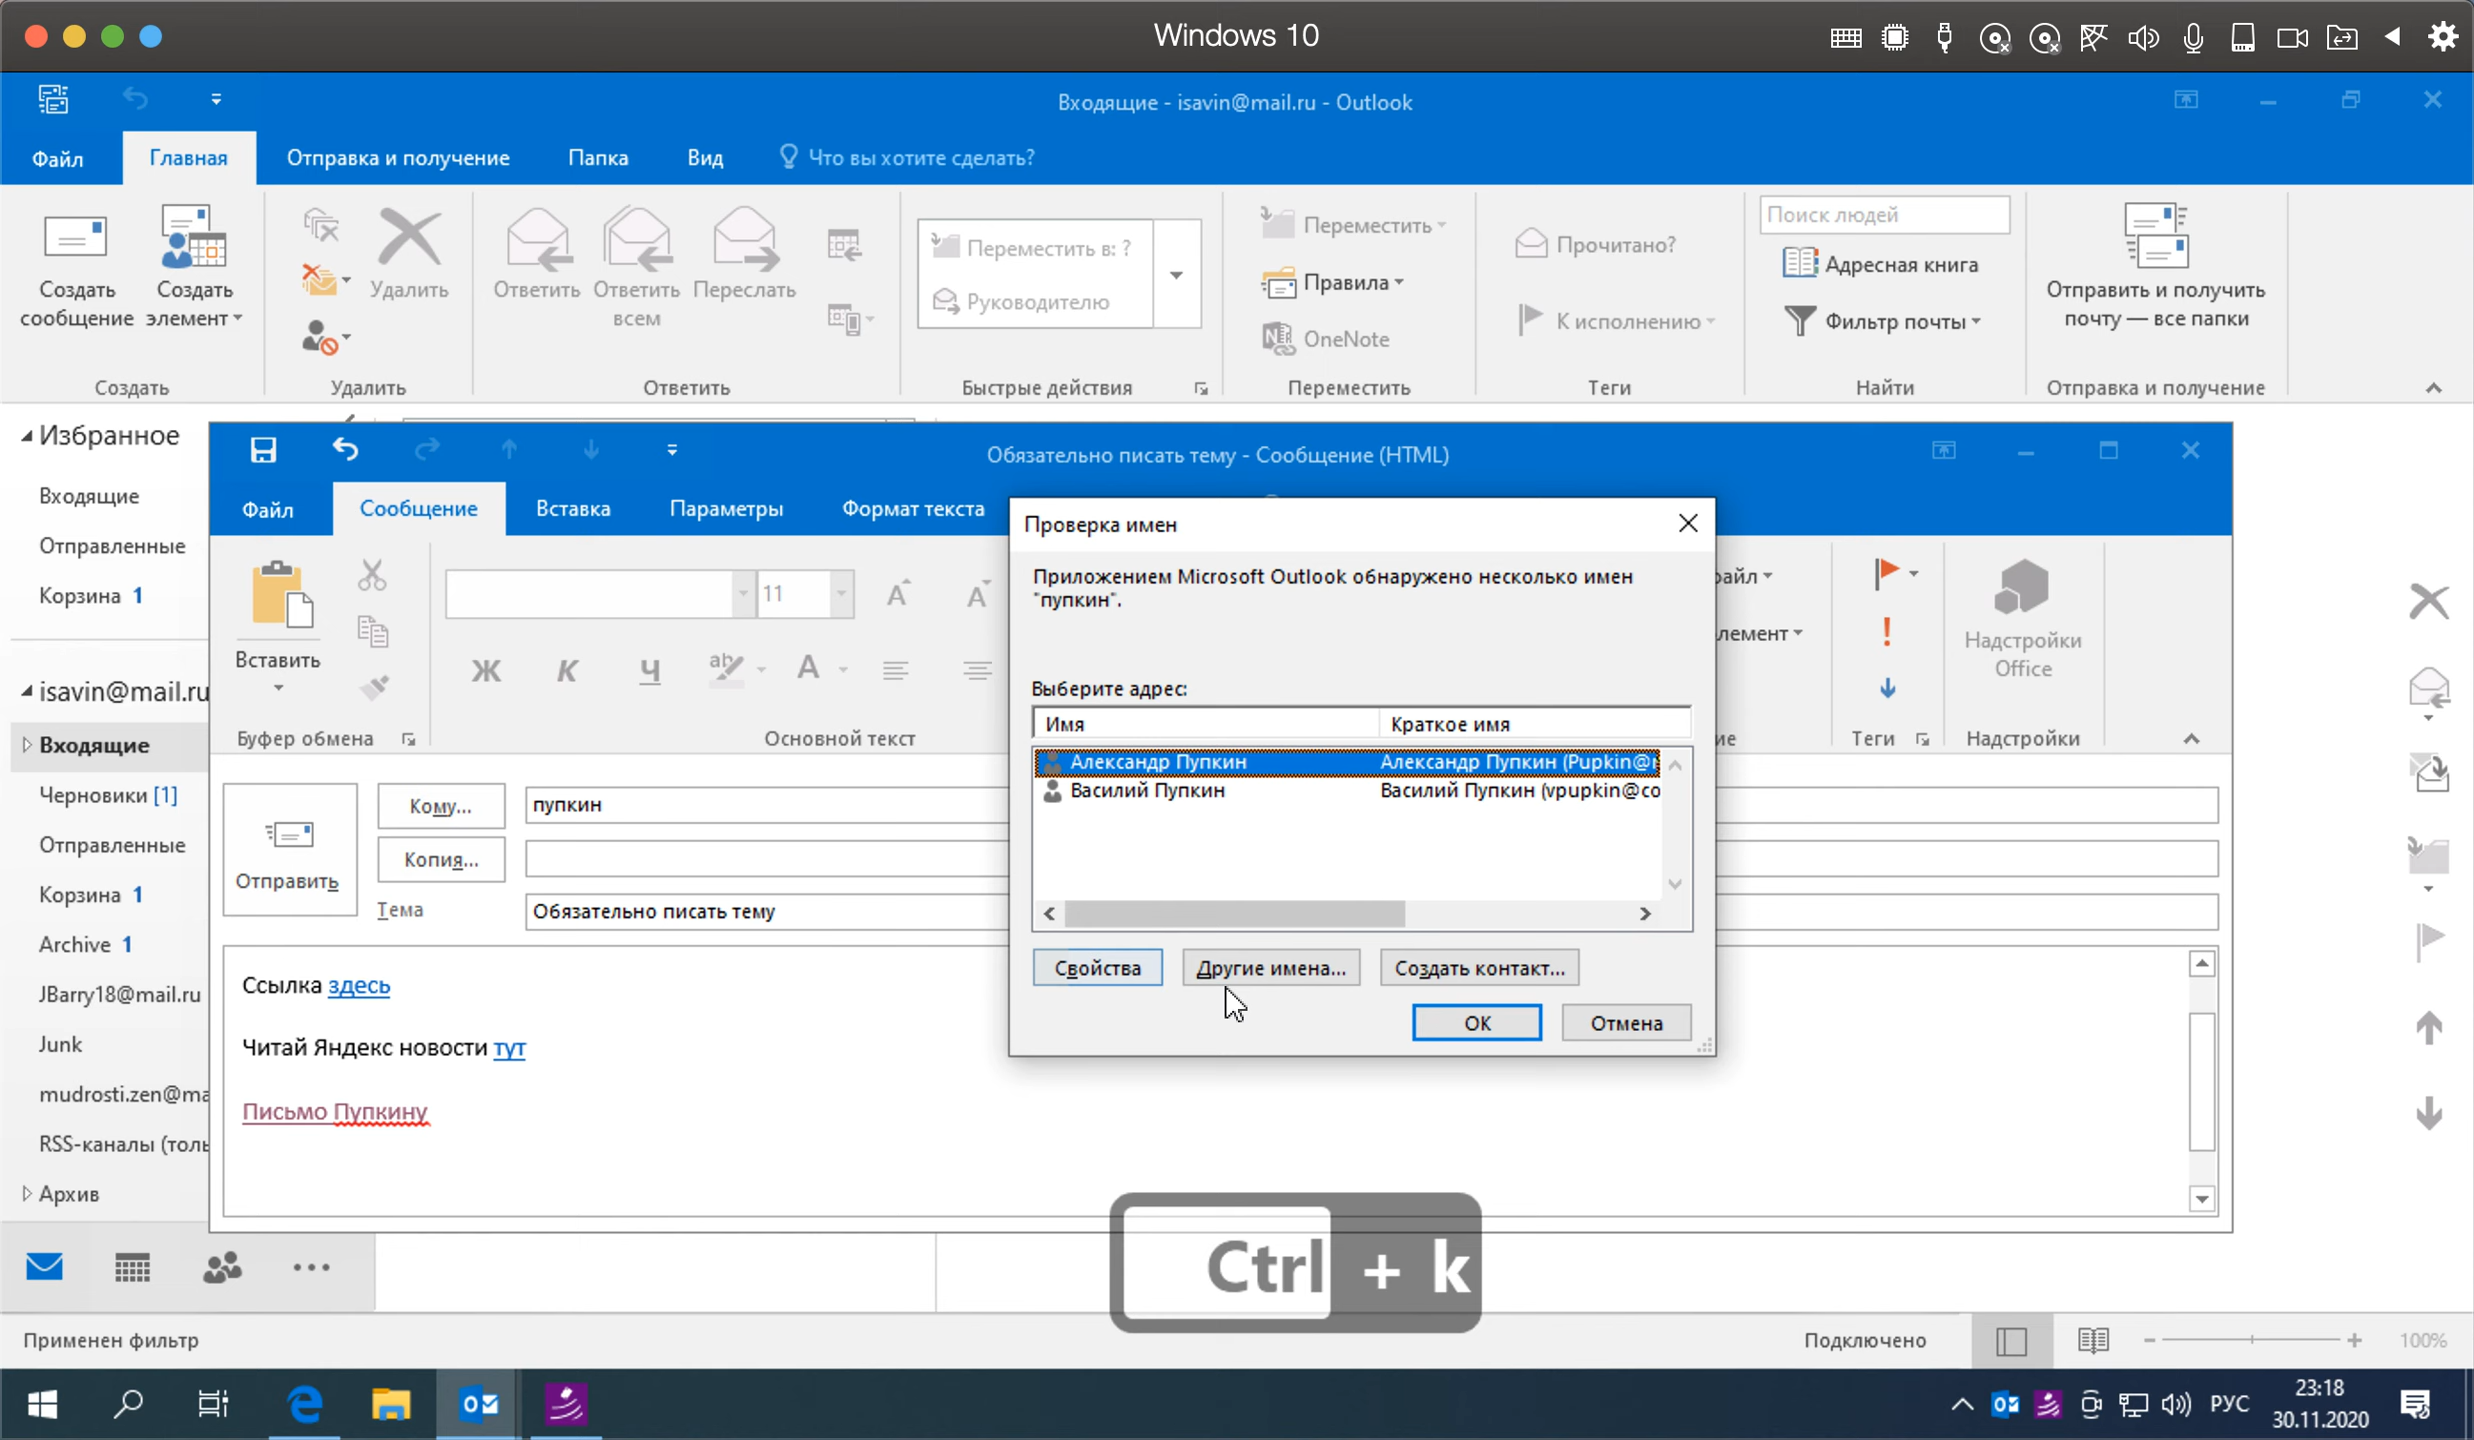 Windows 10
Входящие - isavin@mail.ru - Outlook
Файл
Главная
Отправка и получение
Папка
Вид
Что вы хотите сделать?
Создать сообщение
Создать элемент
Удалить
Ответить
Ответить всем
Переслать
Переместить в: ?
Руководителю
Переместить
Правила
OneNote
Прочитано?
К исполнению
Поиск людей
Адресная книга
Фильтр почты
Отправить и получить
почту — все папки
Создать
Удалить
Ответить
Быстрые действия
Переместить
Теги
Найти
Отправка и получение
Избранное
Входящие
Отправленные
Корзина 1
isavin@mail.ru
Входящие
Черновики [1]
Отправленные
Корзина 1
Archive 1
JBarry18@mail.ru
Junk
mudrosti.zen@ma
RSS-каналы (толь
Архив
Обязательно писать тему - Сообщение (HTML)
Файл
Сообщение
Вставка
Параметры
Формат текста
Вставить
11
Ж К Ч
Буфер обмена
Основной текст
айл
лемент
ие
Теги
Надстройки
Office
Надстройки
Отправить
Кому...
пупкин
Копия...
Тема
Обязательно писать тему
Ссылка здесь
Читай Яндекс новости тут
Письмо Пупкину
Проверка имен
Приложением Microsoft Outlook обнаружено несколько имен
"пупкин".
Выберите адрес:
Имя
Краткое имя
Александр Пупкин
Александр Пупкин (Pupkin@
Василий Пупкин
Василий Пупкин (vpupkin@co
Свойства
Другие имена...
Создать контакт...
ОК
Отмена
Ctrl + k
Применен фильтр
Подключено
100%
РУС
23:18
30.11.2020